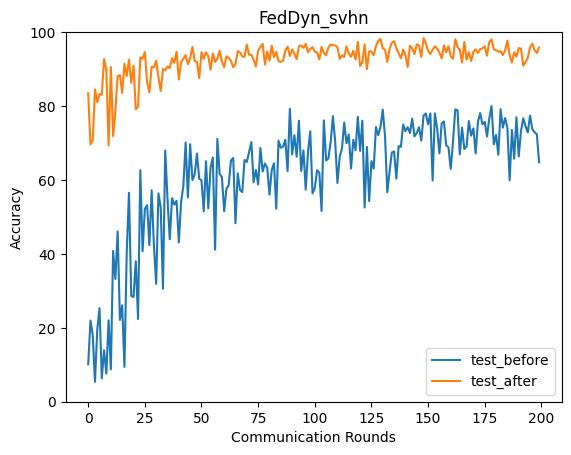 FedDyn_svhn
100
80
60
40
20
0
Accuracy
0 25 50 75 100 125 150 175 200
Communication Rounds
test_before
test_after